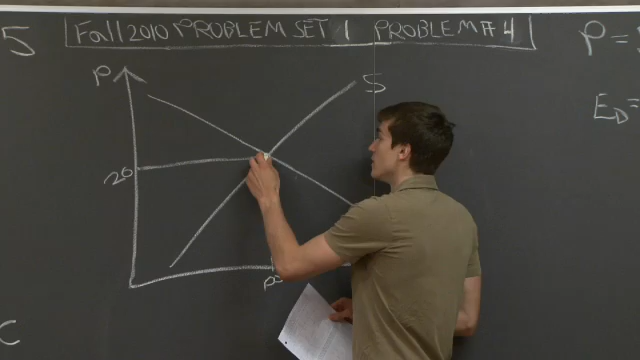 5
Fall 2010 PROBLEM SET 1 PROBLEM # 4
P =
P
S
E_D =
20
P
C